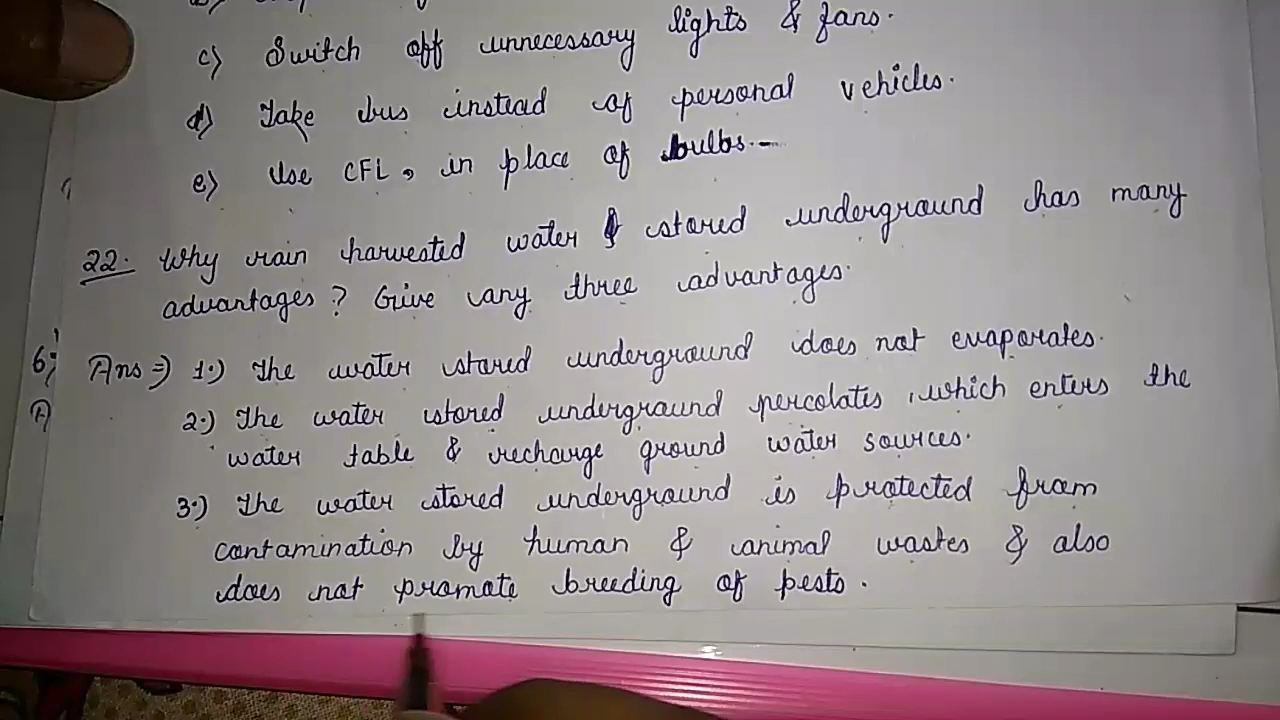 c) Switch off unnecessary lights & fans.
d) Take bus instead of personal vehicles.
e) Use CFL, in place of bulbs.-
22. Why rain harvested water & stored underground has many
advantages? Give any three advantages.
Ans ⇒ 1.) The water stored underground does not evaporates.
2.) The water stored underground percolates, which enters the
water table & recharge ground water sources.
3.) The water stored underground is protected from
contamination by human & animal wastes & also
does not promote breeding of pests.
6;
A